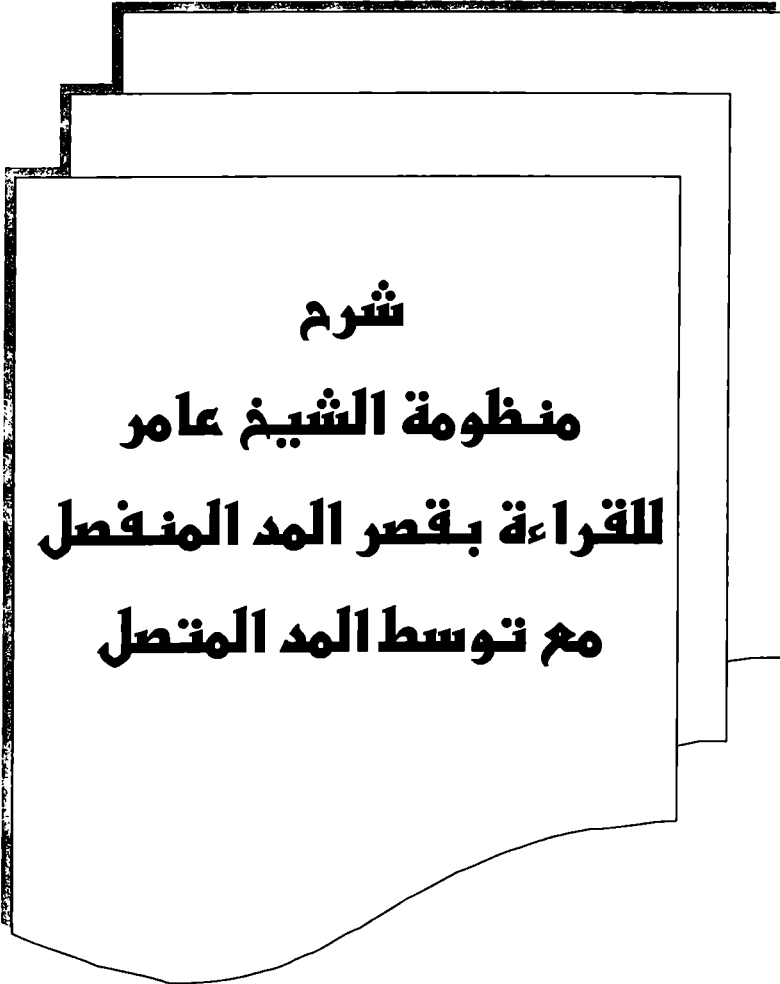 شرح
منظومة الشيخ عامر
للقراءة بقصر المد المنفصل
مع توسط المد المتصل